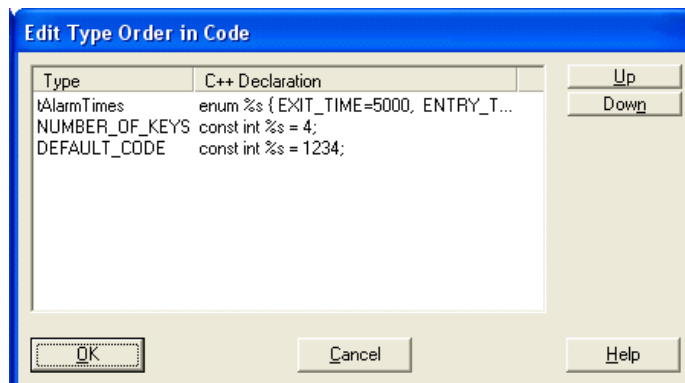 Edit Type Order in Code
Type C++ Declaration
tAlarmTimes enum %s { EXIT_TIME=5000, ENTRY_T...
NUMBER_OF_KEYS const int %s = 4;
DEFAULT_CODE const int %s = 1234;
Up
Down
OK Cancel Help